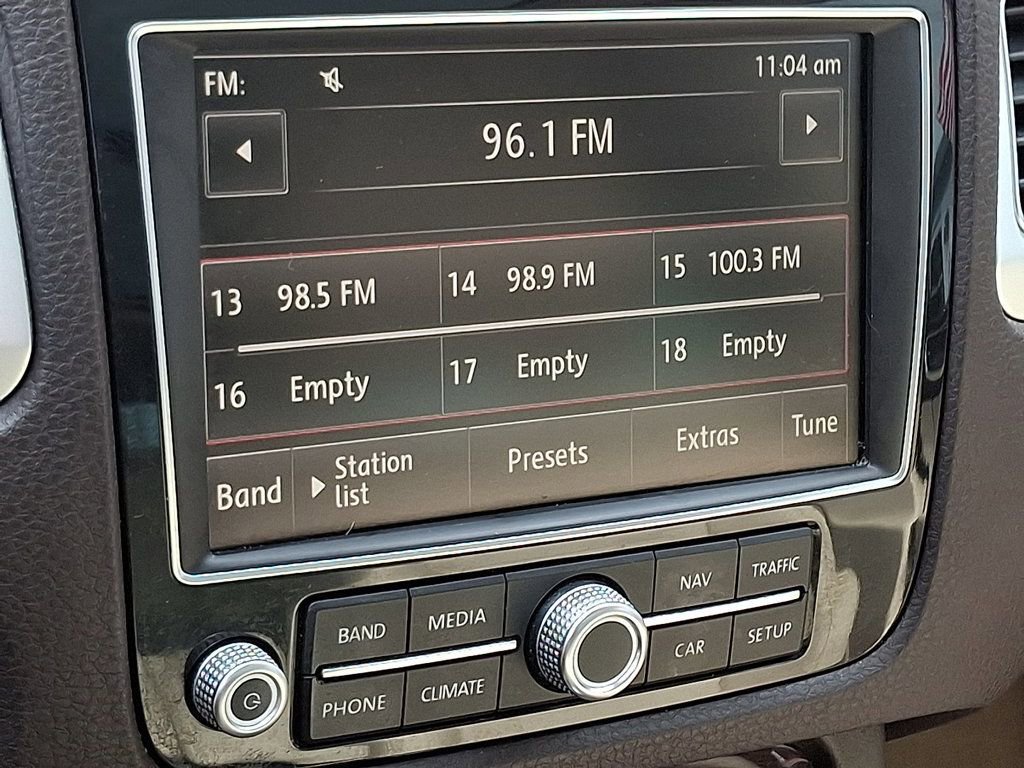 FM: 11:04 am
96.1 FM
13 98.5 FM 14 98.9 FM 15 100.3 FM
16 Empty 17 Empty 18 Empty
Band Station list Presets Extras Tune
BAND MEDIA NAV TRAFFIC
PHONE CLIMATE CAR SETUP